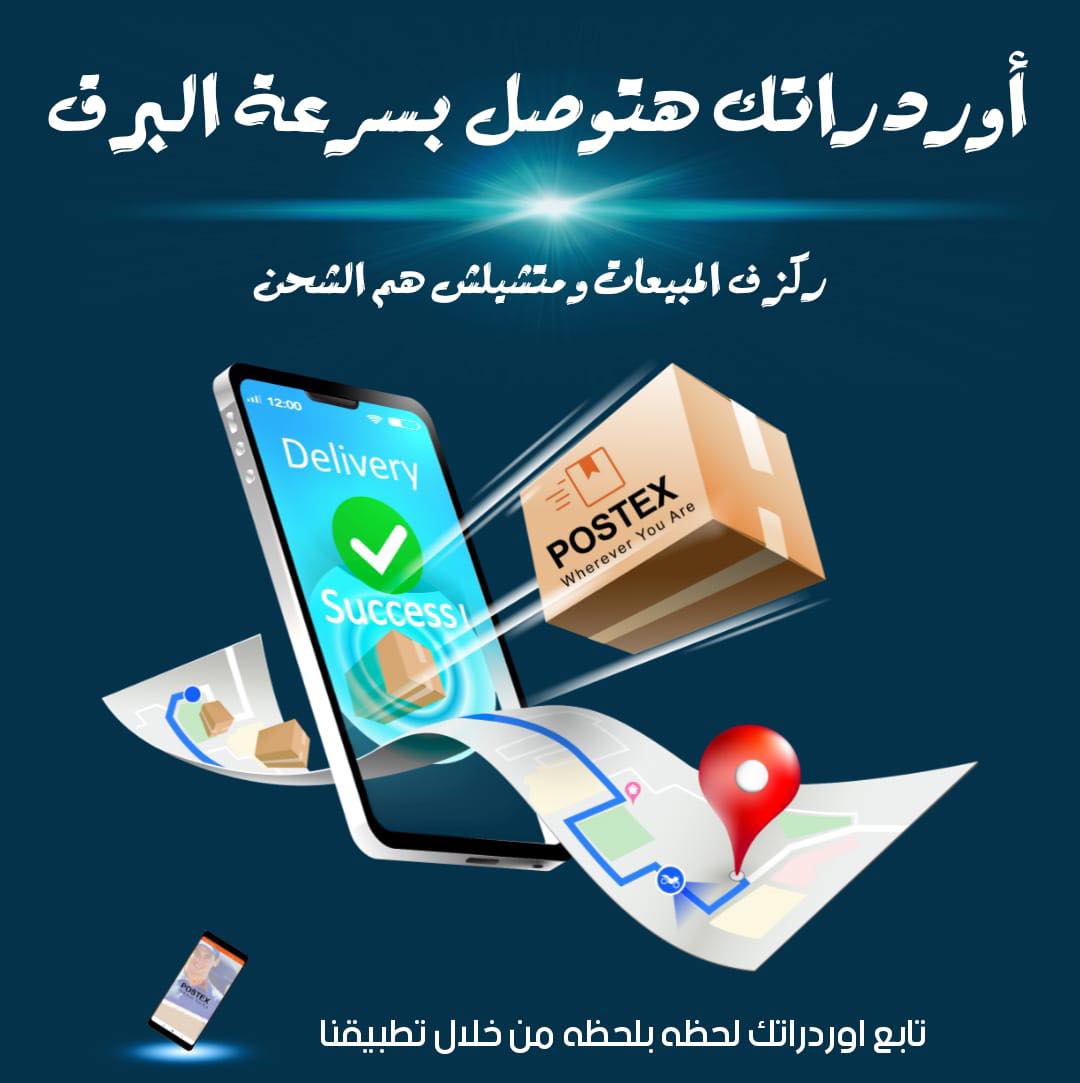 أوردراتك هتوصل بسرعة البرق
ركز ف المبيعات ومتشيلش هم الشحن
12:00
Delivery
Success!
POSTEX
Wherever You Are
POSTEX
تابع اوردراتك لحظه بلحظه من خلال تطبيقنا